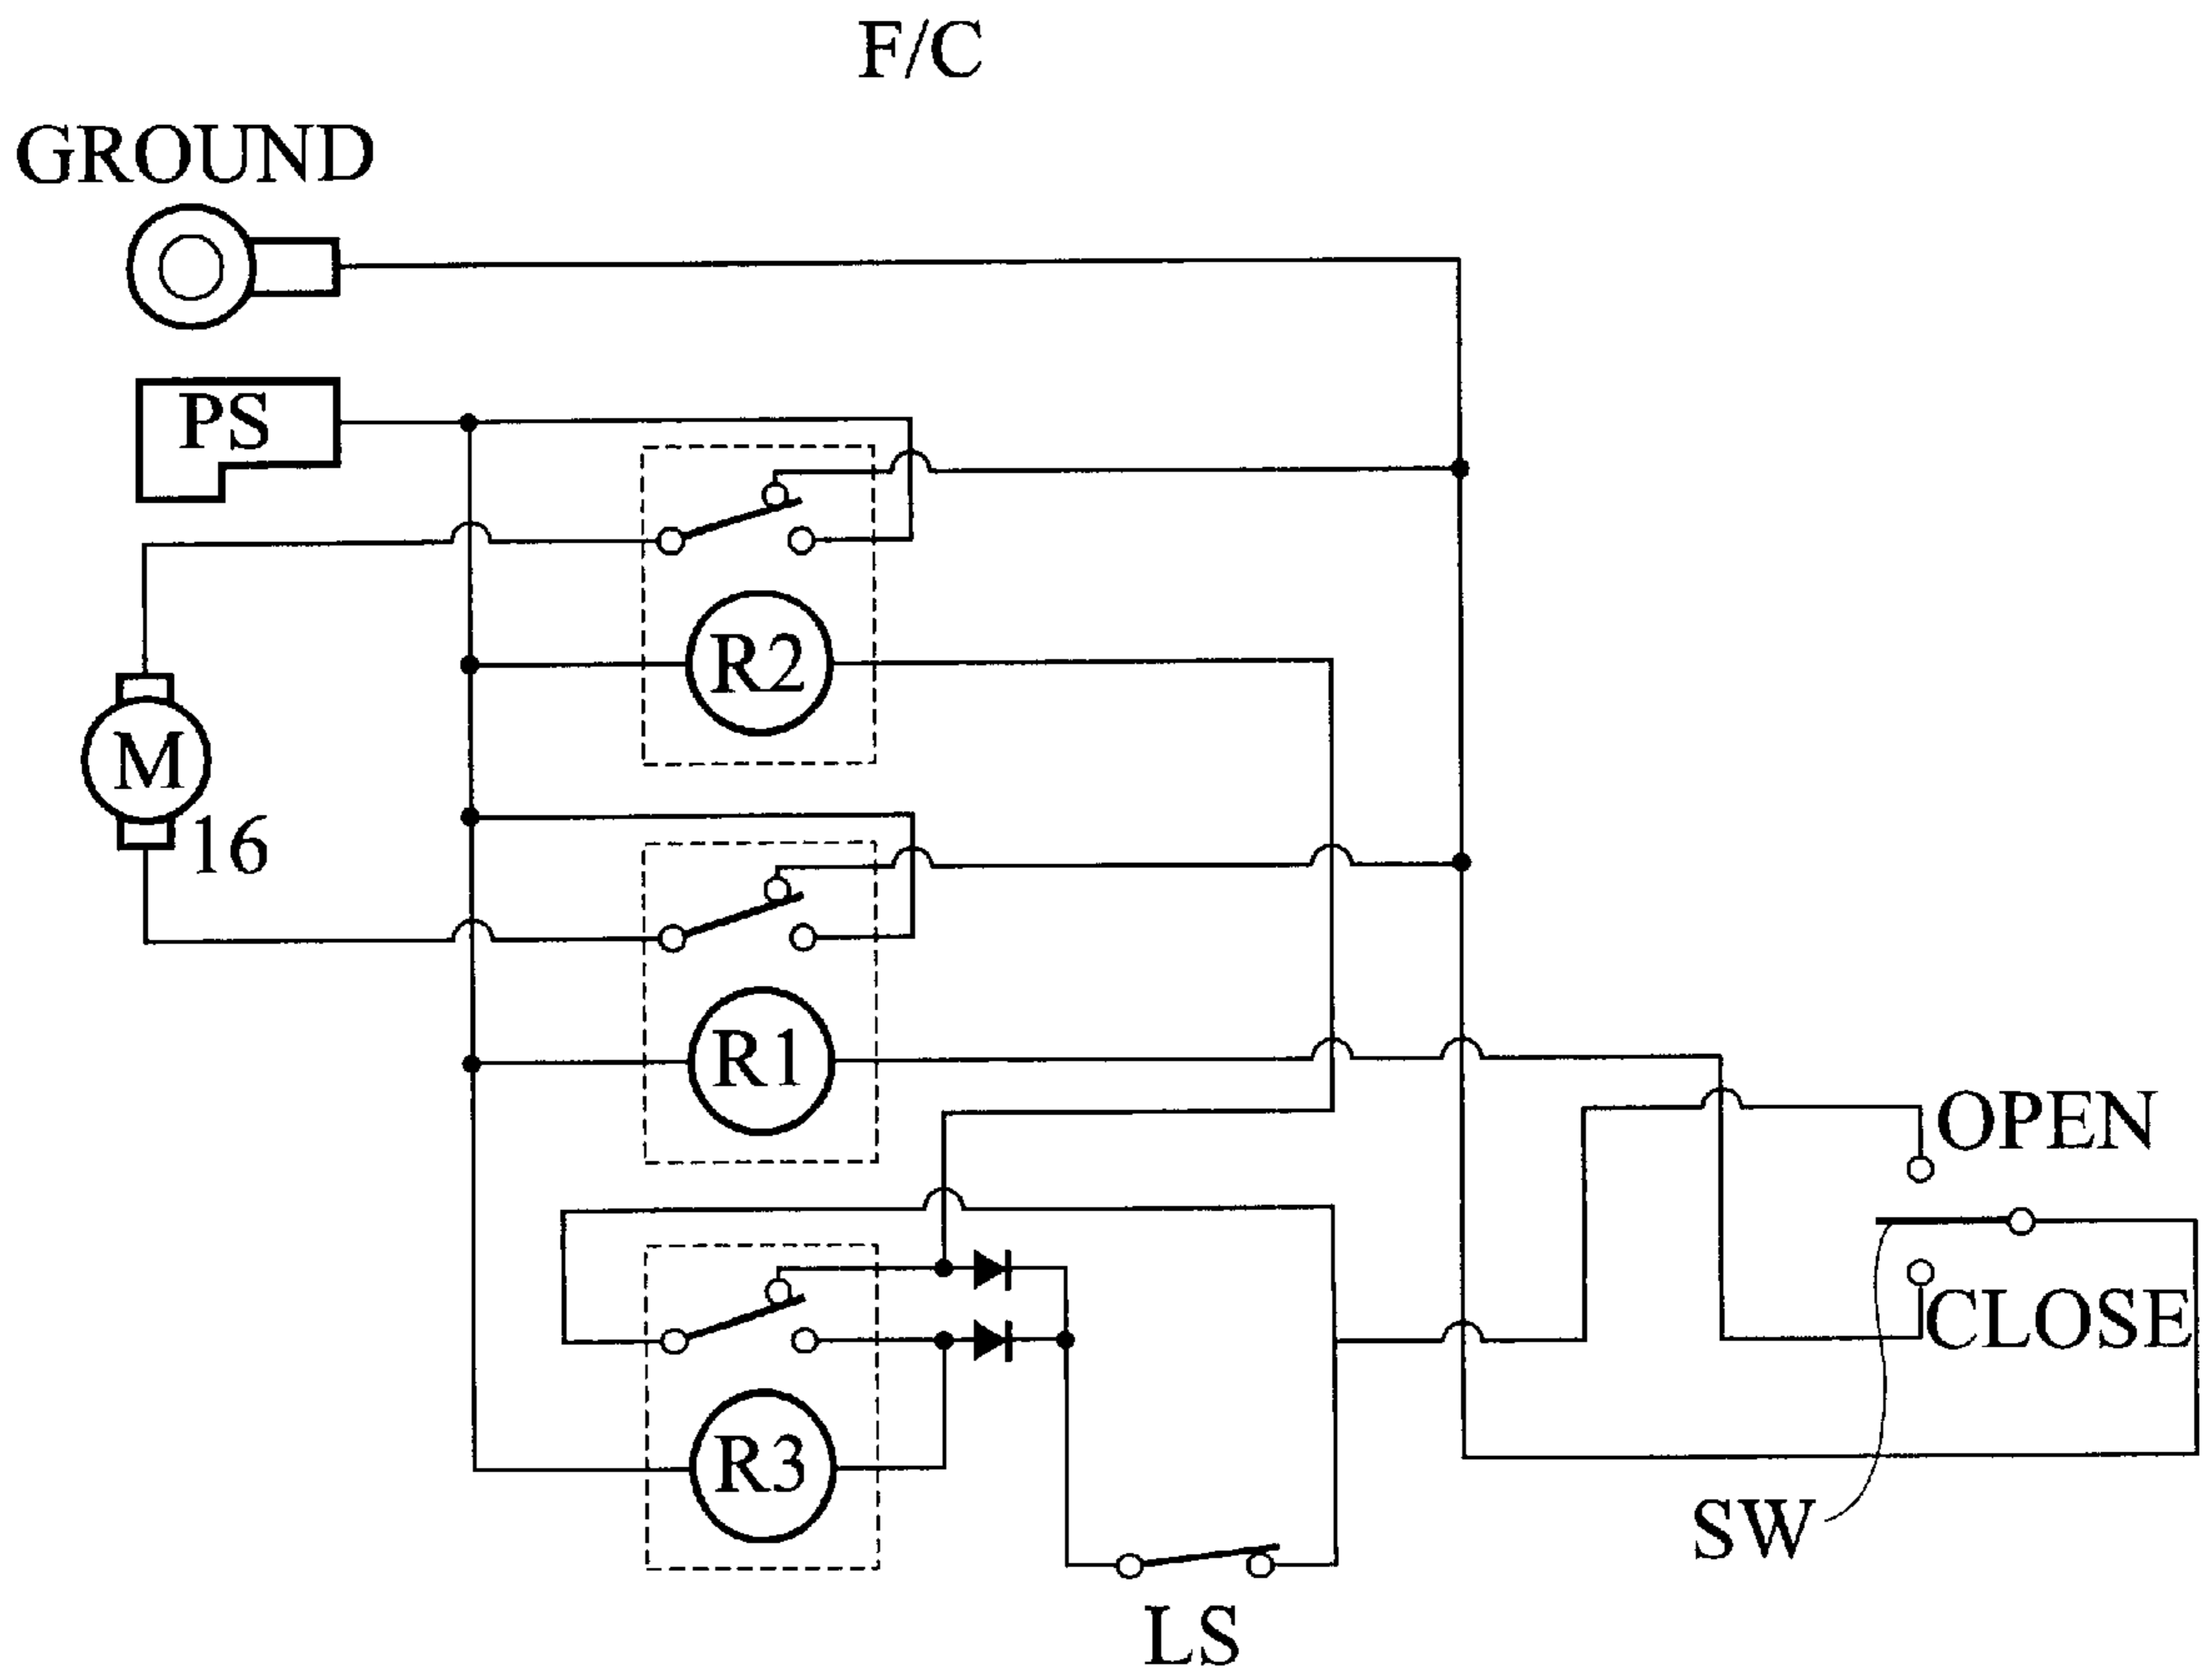 F/C
GROUND
PS
R2
M
16
R1
OPEN
CLOSE
R3
SW
LS